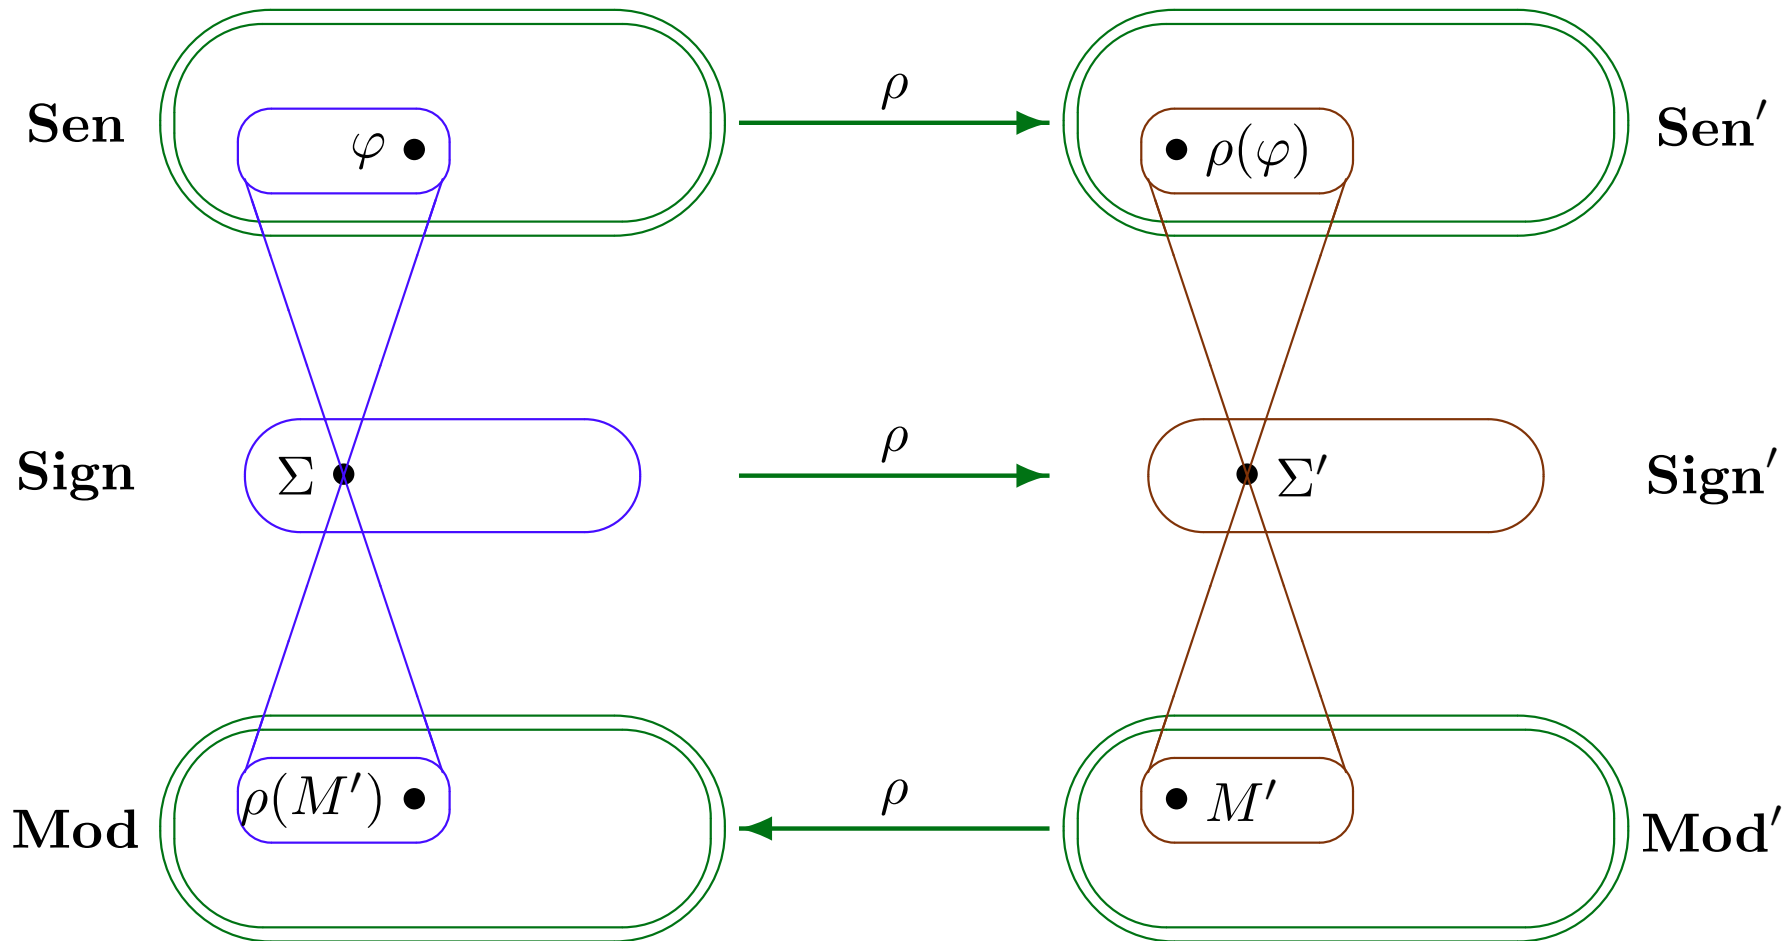 Sen φ ρ ρ(φ) Sen′
Sign Σ ρ Σ′ Sign′
Mod ρ(M′) ρ M′ Mod′